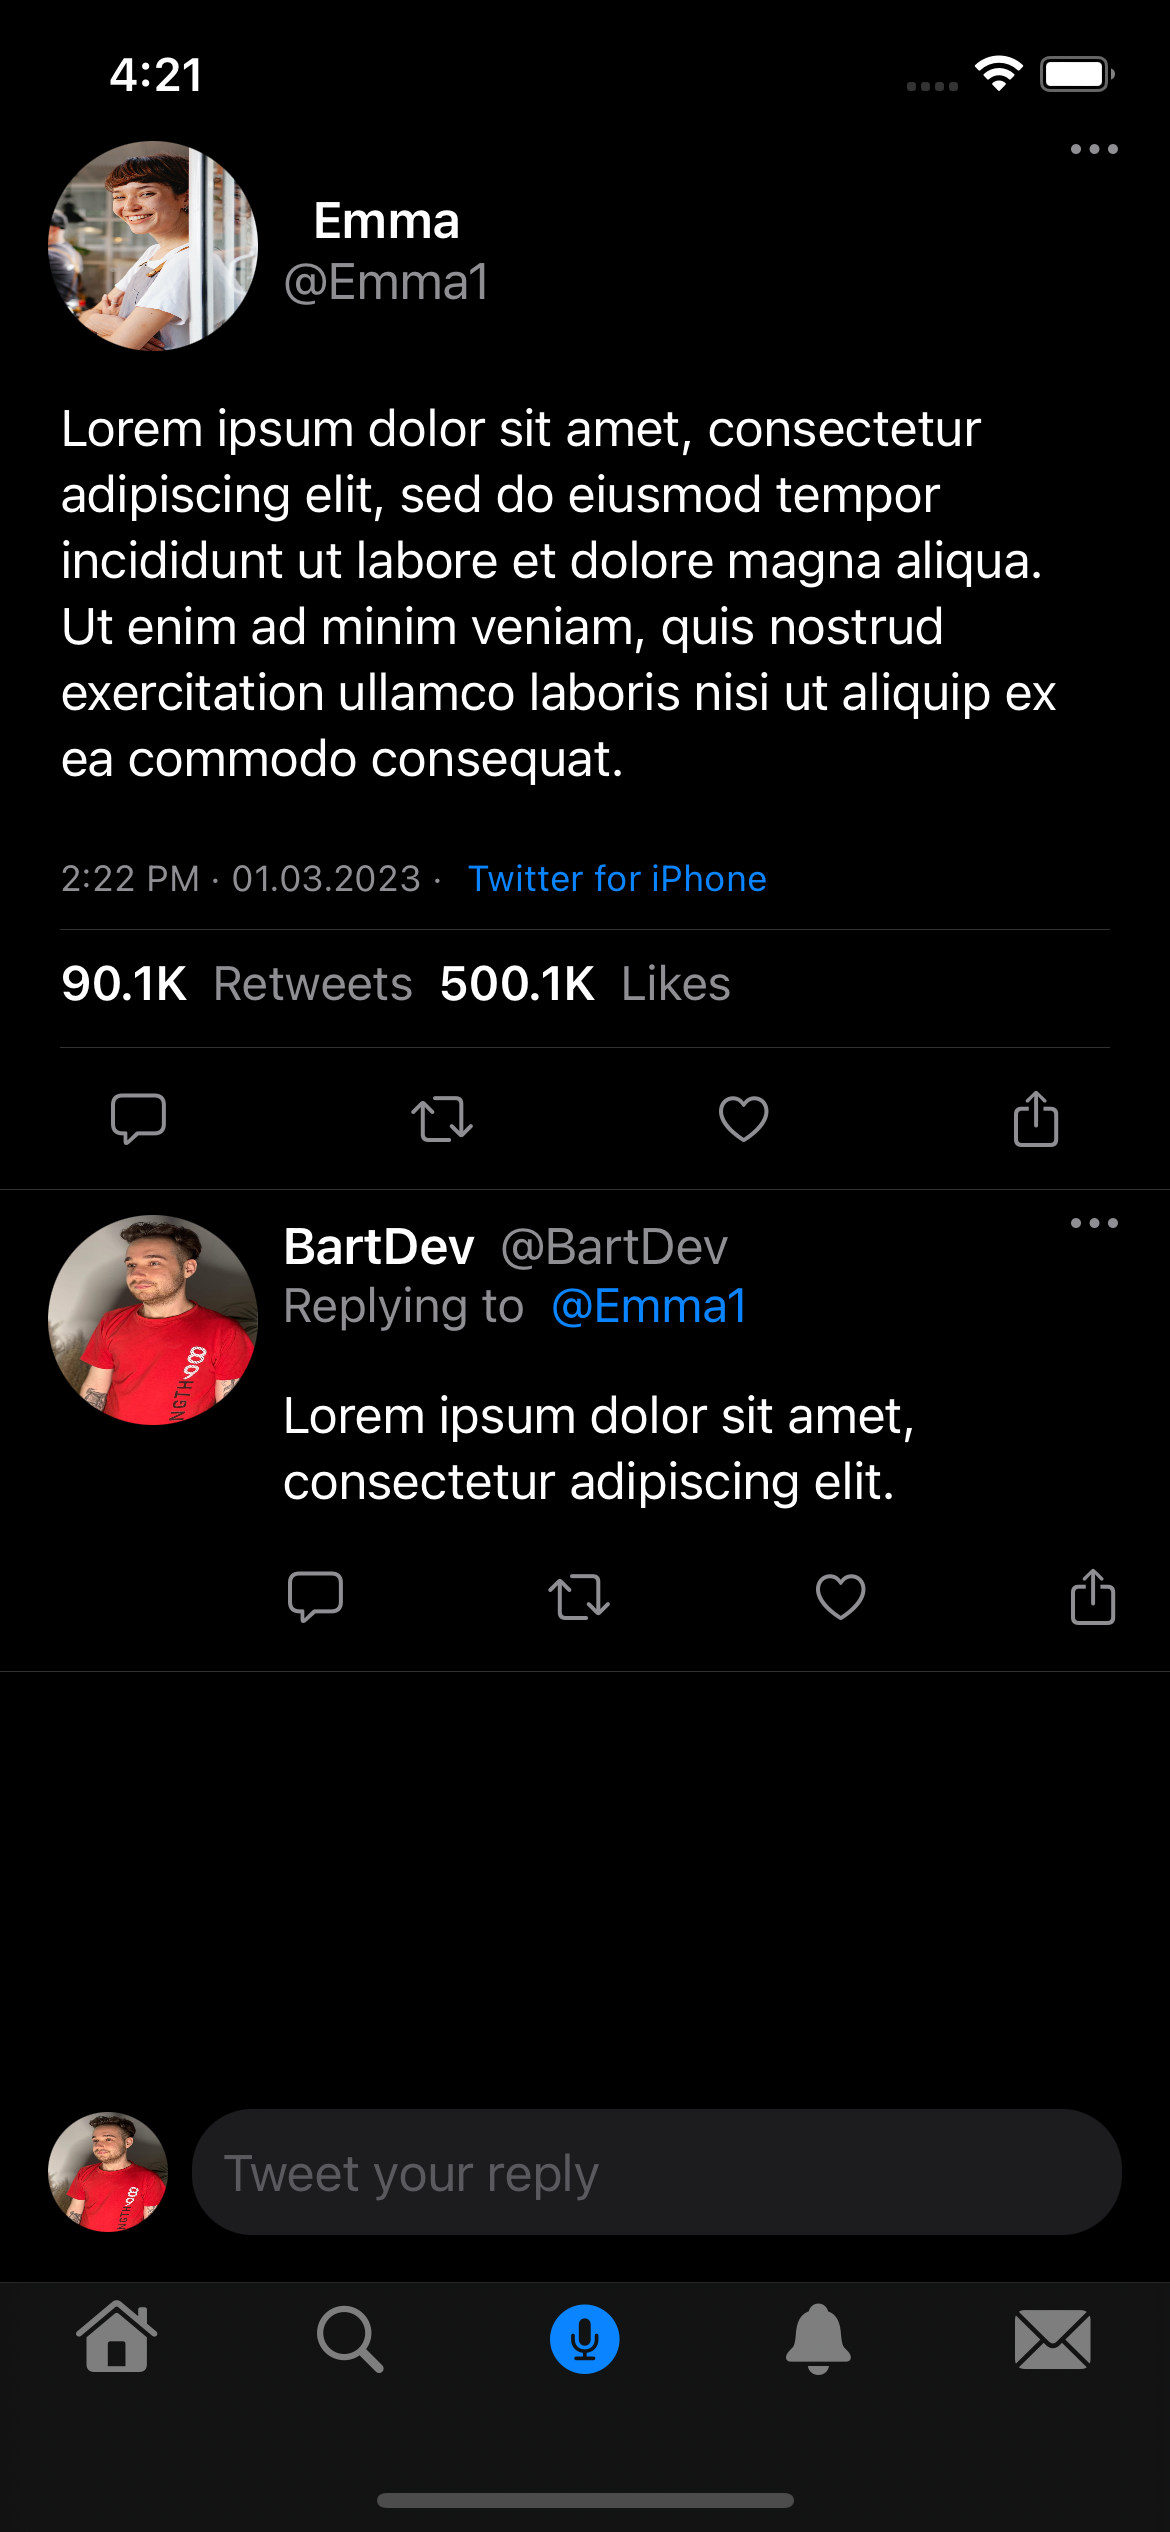 4:21
Emma
@Emma1
Lorem ipsum dolor sit amet, consectetur
adipiscing elit, sed do eiusmod tempor
incididunt ut labore et dolore magna aliqua.
Ut enim ad minim veniam, quis nostrud
exercitation ullamco laboris nisi ut aliquip ex
ea commodo consequat.
2:22 PM · 01.03.2023 · Twitter for iPhone
90.1K Retweets 500.1K Likes
BartDev @BartDev
Replying to @Emma1
Lorem ipsum dolor sit amet,
consectetur adipiscing elit.
Tweet your reply